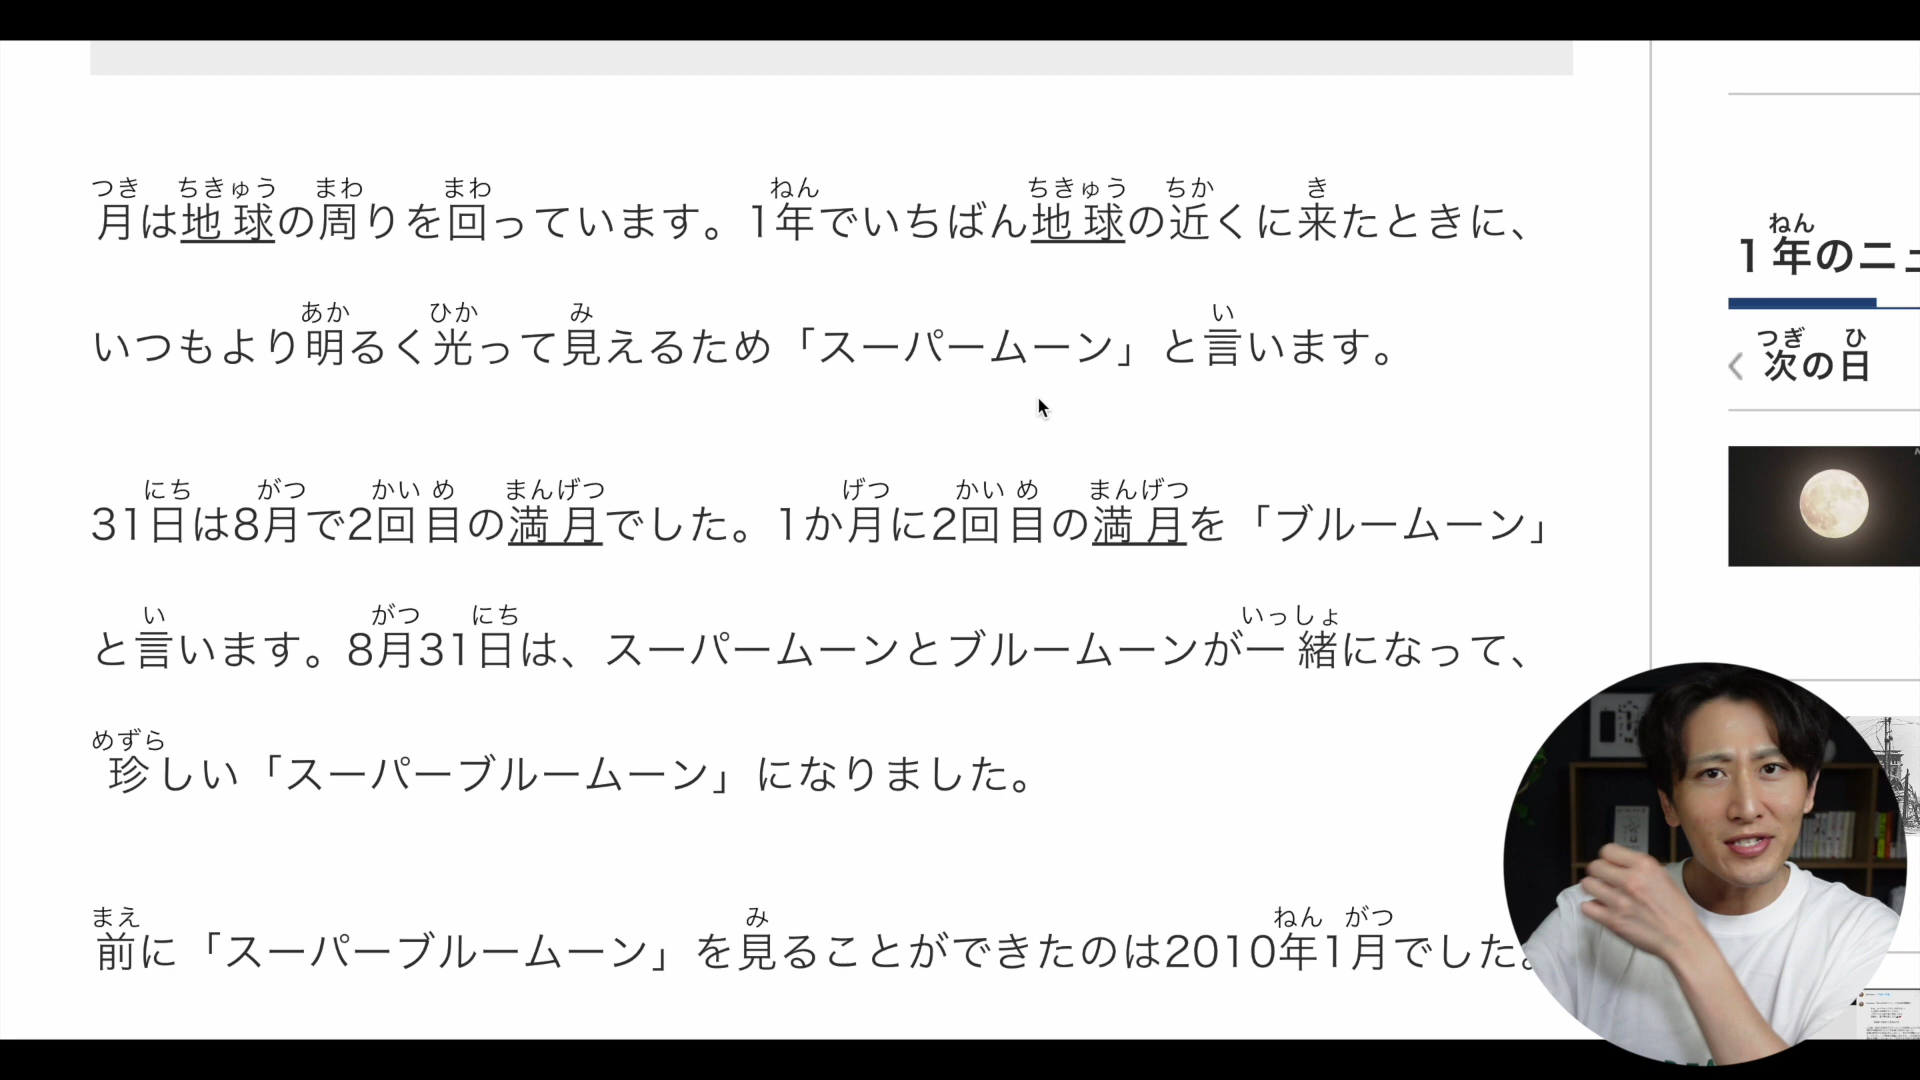 月は地球の周りを回っています。1年でいちばん地球の近くに来たときに、
いつもより明るく光って見えるため「スーパームーン」と言います。
31日は8月で2回目の満月でした。1か月に2回目の満月を「ブルームーン」
と言います。8月31日は、スーパームーンとブルームーンが一緒になって、
珍しい「スーパーブルームーン」になりました。
前に「スーパーブルームーン」を見ることができたのは2010年1月でした。
1年のニュ
次の日